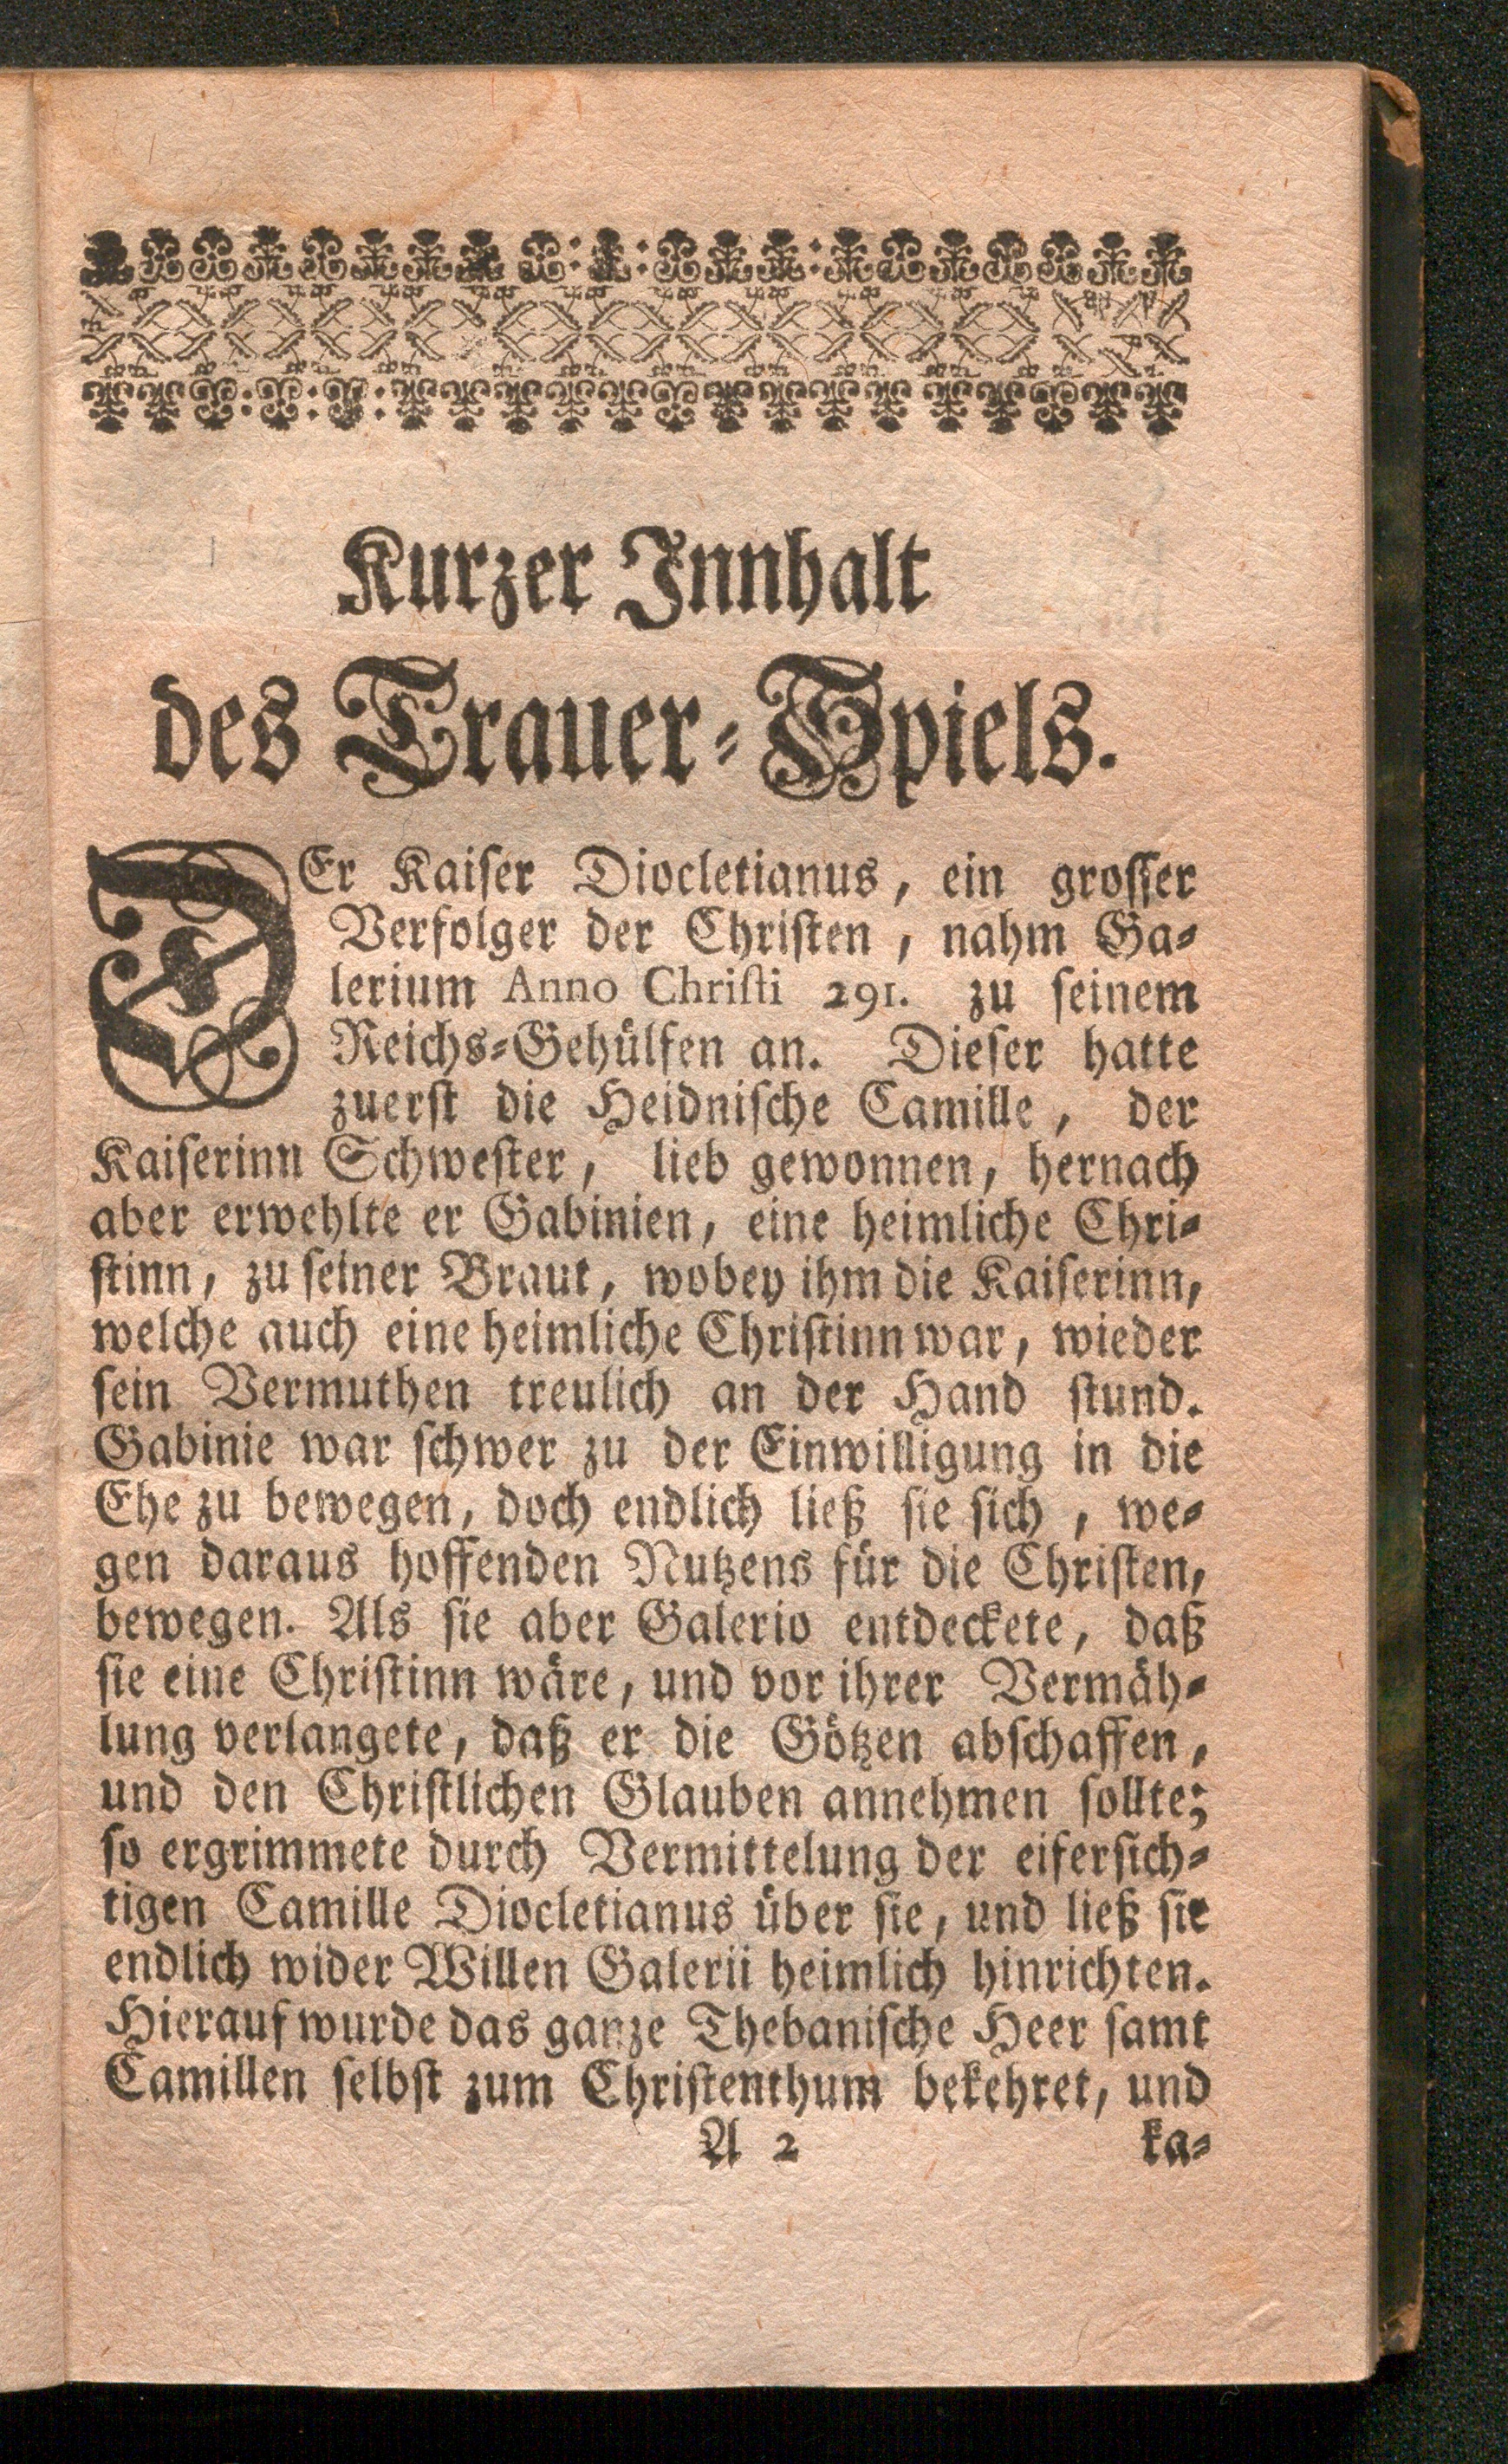 Kurzer Innhalt
des Trauer-Spiels.
DEr Kaiser Diocletianus, ein grosser
Verfolger der Christen, nahm Ga-
lerium Anno Christi 291. zu seinem
Reichs-Gehülfen an. Dieser hatte
zuerst die Heidnische Camille, der
Kaiserinn Schwester, lieb gewonnen, hernach
aber erwehlte er Gabinien, eine heimliche Chri-
stinn, zu seiner Braut, wobey ihm die Kaiserinn,
welche auch eine heimliche Christinn war, wieder
sein Vermuthen treulich an der Hand stund.
Gabinie war schwer zu der Einwilligung in die
Ehe zu bewegen, doch endlich ließ sie sich, we-
gen daraus hoffenden Nutzens für die Christen,
bewegen. Als sie aber Galerio entdeckete, daß
sie eine Christinn wäre, und vor ihrer Vermäh-
lung verlangete, daß er die Götzen abschaffen,
und den Christlichen Glauben annehmen sollte;
so ergrimmete durch Vermittelung der eifersich-
tigen Camille Diocletianus über sie, und ließ sie
endlich wider Willen Galerii heimlich hinrichten.
Hierauf wurde das ganze Thebanische Heer samt
Camillen selbst zum Christenthum bekehret, und
A 2 ka-